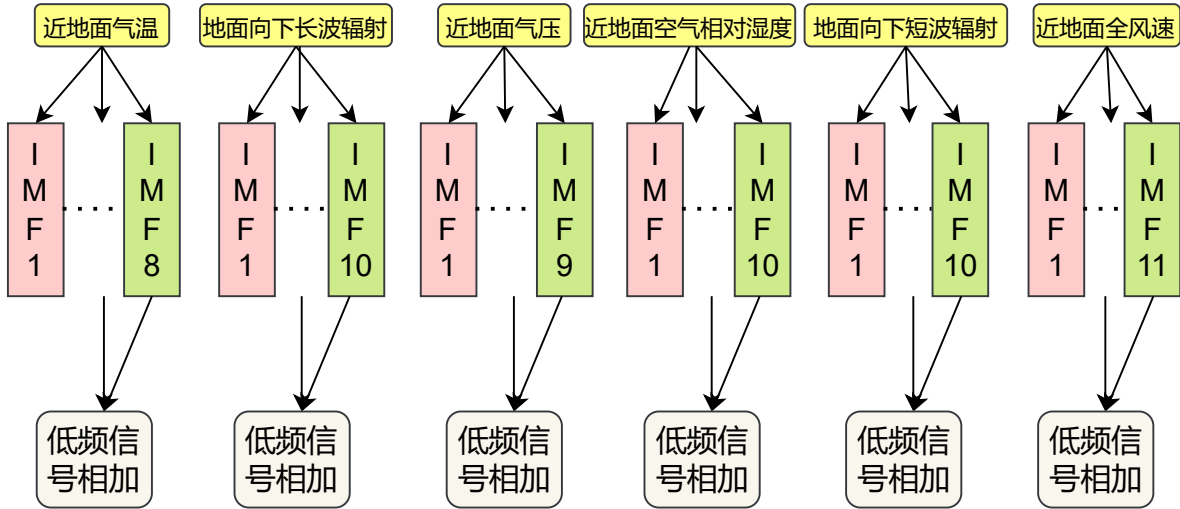 近地面气温
地面向下长波辐射
近地面气压
近地面空气相对湿度
地面向下短波辐射
近地面全风速
I
M
F
1
....
I
M
F
8
I
M
F
1
....
I
M
F
10
I
M
F
1
....
I
M
F
9
I
M
F
1
....
I
M
F
10
I
M
F
1
....
I
M
F
10
I
M
F
1
....
I
M
F
11
低频信
号相加
低频信
号相加
低频信
号相加
低频信
号相加
低频信
号相加
低频信
号相加